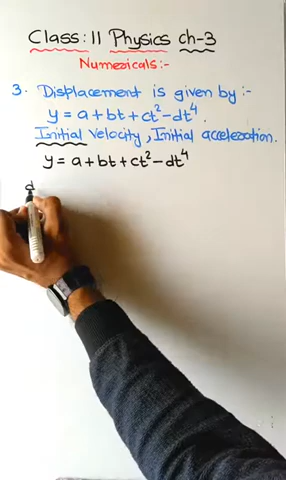 Class: 11 Physics ch-3
Numericals:-
3. Displacement is given by:-
y = a + bt + ct² - dt⁴
Initial velocity, Initial acceleration.
y = a + bt + ct² - dt⁴
d